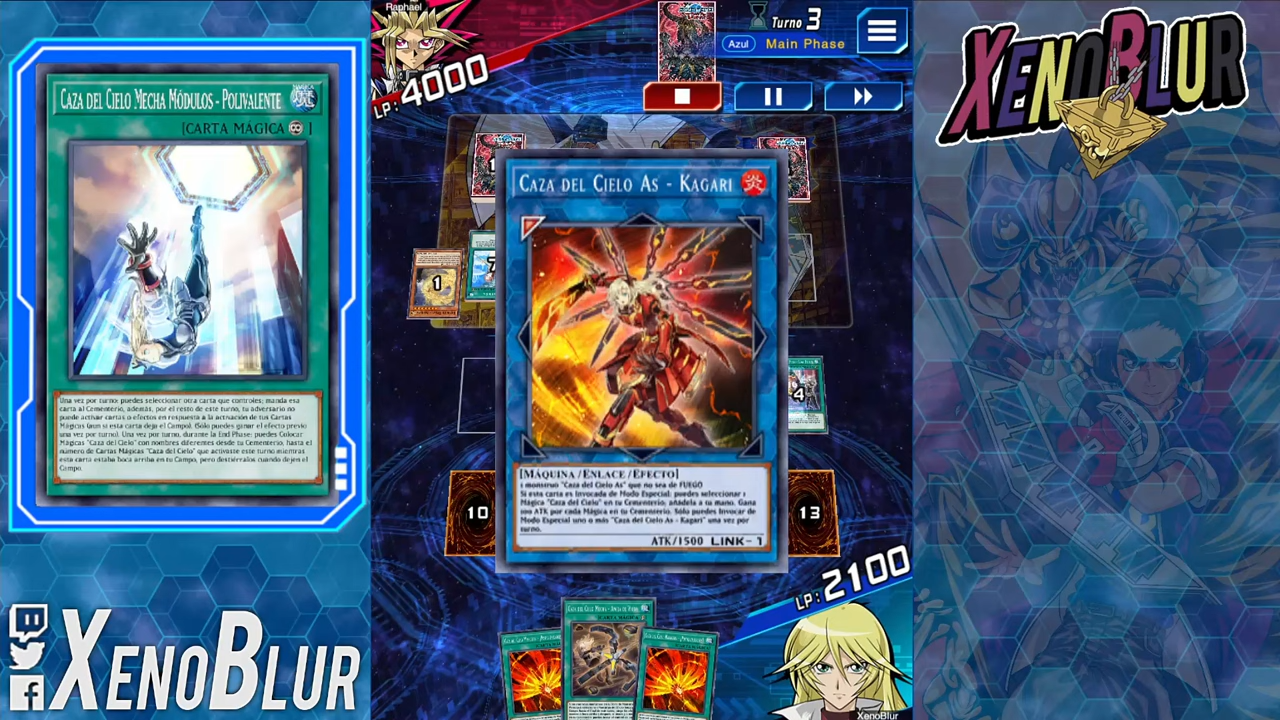 CAZA DEL CIELO MECHA MÓDULOS - POLIVALENTE
[CARTA MÁGICA ]
Una vez por turno: puedes seleccionar otra carta que controles; manda esa
carta al Cementerio, además, por el resto de este turno, tu adversario no
puede activar cartas o efectos en respuesta a la activación de tus Cartas
Mágicas (aun si esta carta deja el Campo). (Sólo puedes ganar el efecto previo
una vez por turno). Una vez por turno, durante la End Phase: puedes Colocar
Mágicas "Caza del Cielo" con nombres diferentes desde tu Cementerio, hasta el
número de Cartas Mágicas "Caza del Cielo" que activaste este turno mientras
esta carta estaba boca arriba en tu Campo, pero destiérralos cuando dejen el
Campo.
XENOBLUR
Raphael
LP: 4000
Turno 3
Azul Main Phase
CAZA DEL CIELO AS - KAGARI
炎
[MÁQUINA /ENLACE /EFECTO]
1 monstruo "Caza del Cielo As" que no sea de FUEGO
Si esta carta es Invocada de Modo Especial: puedes seleccionar 1
Mágica "Caza del Cielo" en tu Cementerio; añádela a tu mano. Gana
100 ATK por cada Mágica en tu Cementerio. Sólo puedes Invocar de
Modo Especial uno o más "Caza del Cielo As - Kagari" una vez por
turno.
ATK/1500 LINK-1
1
7
4
10
13
LP: 2100
XenoBlur
XENOBLUR